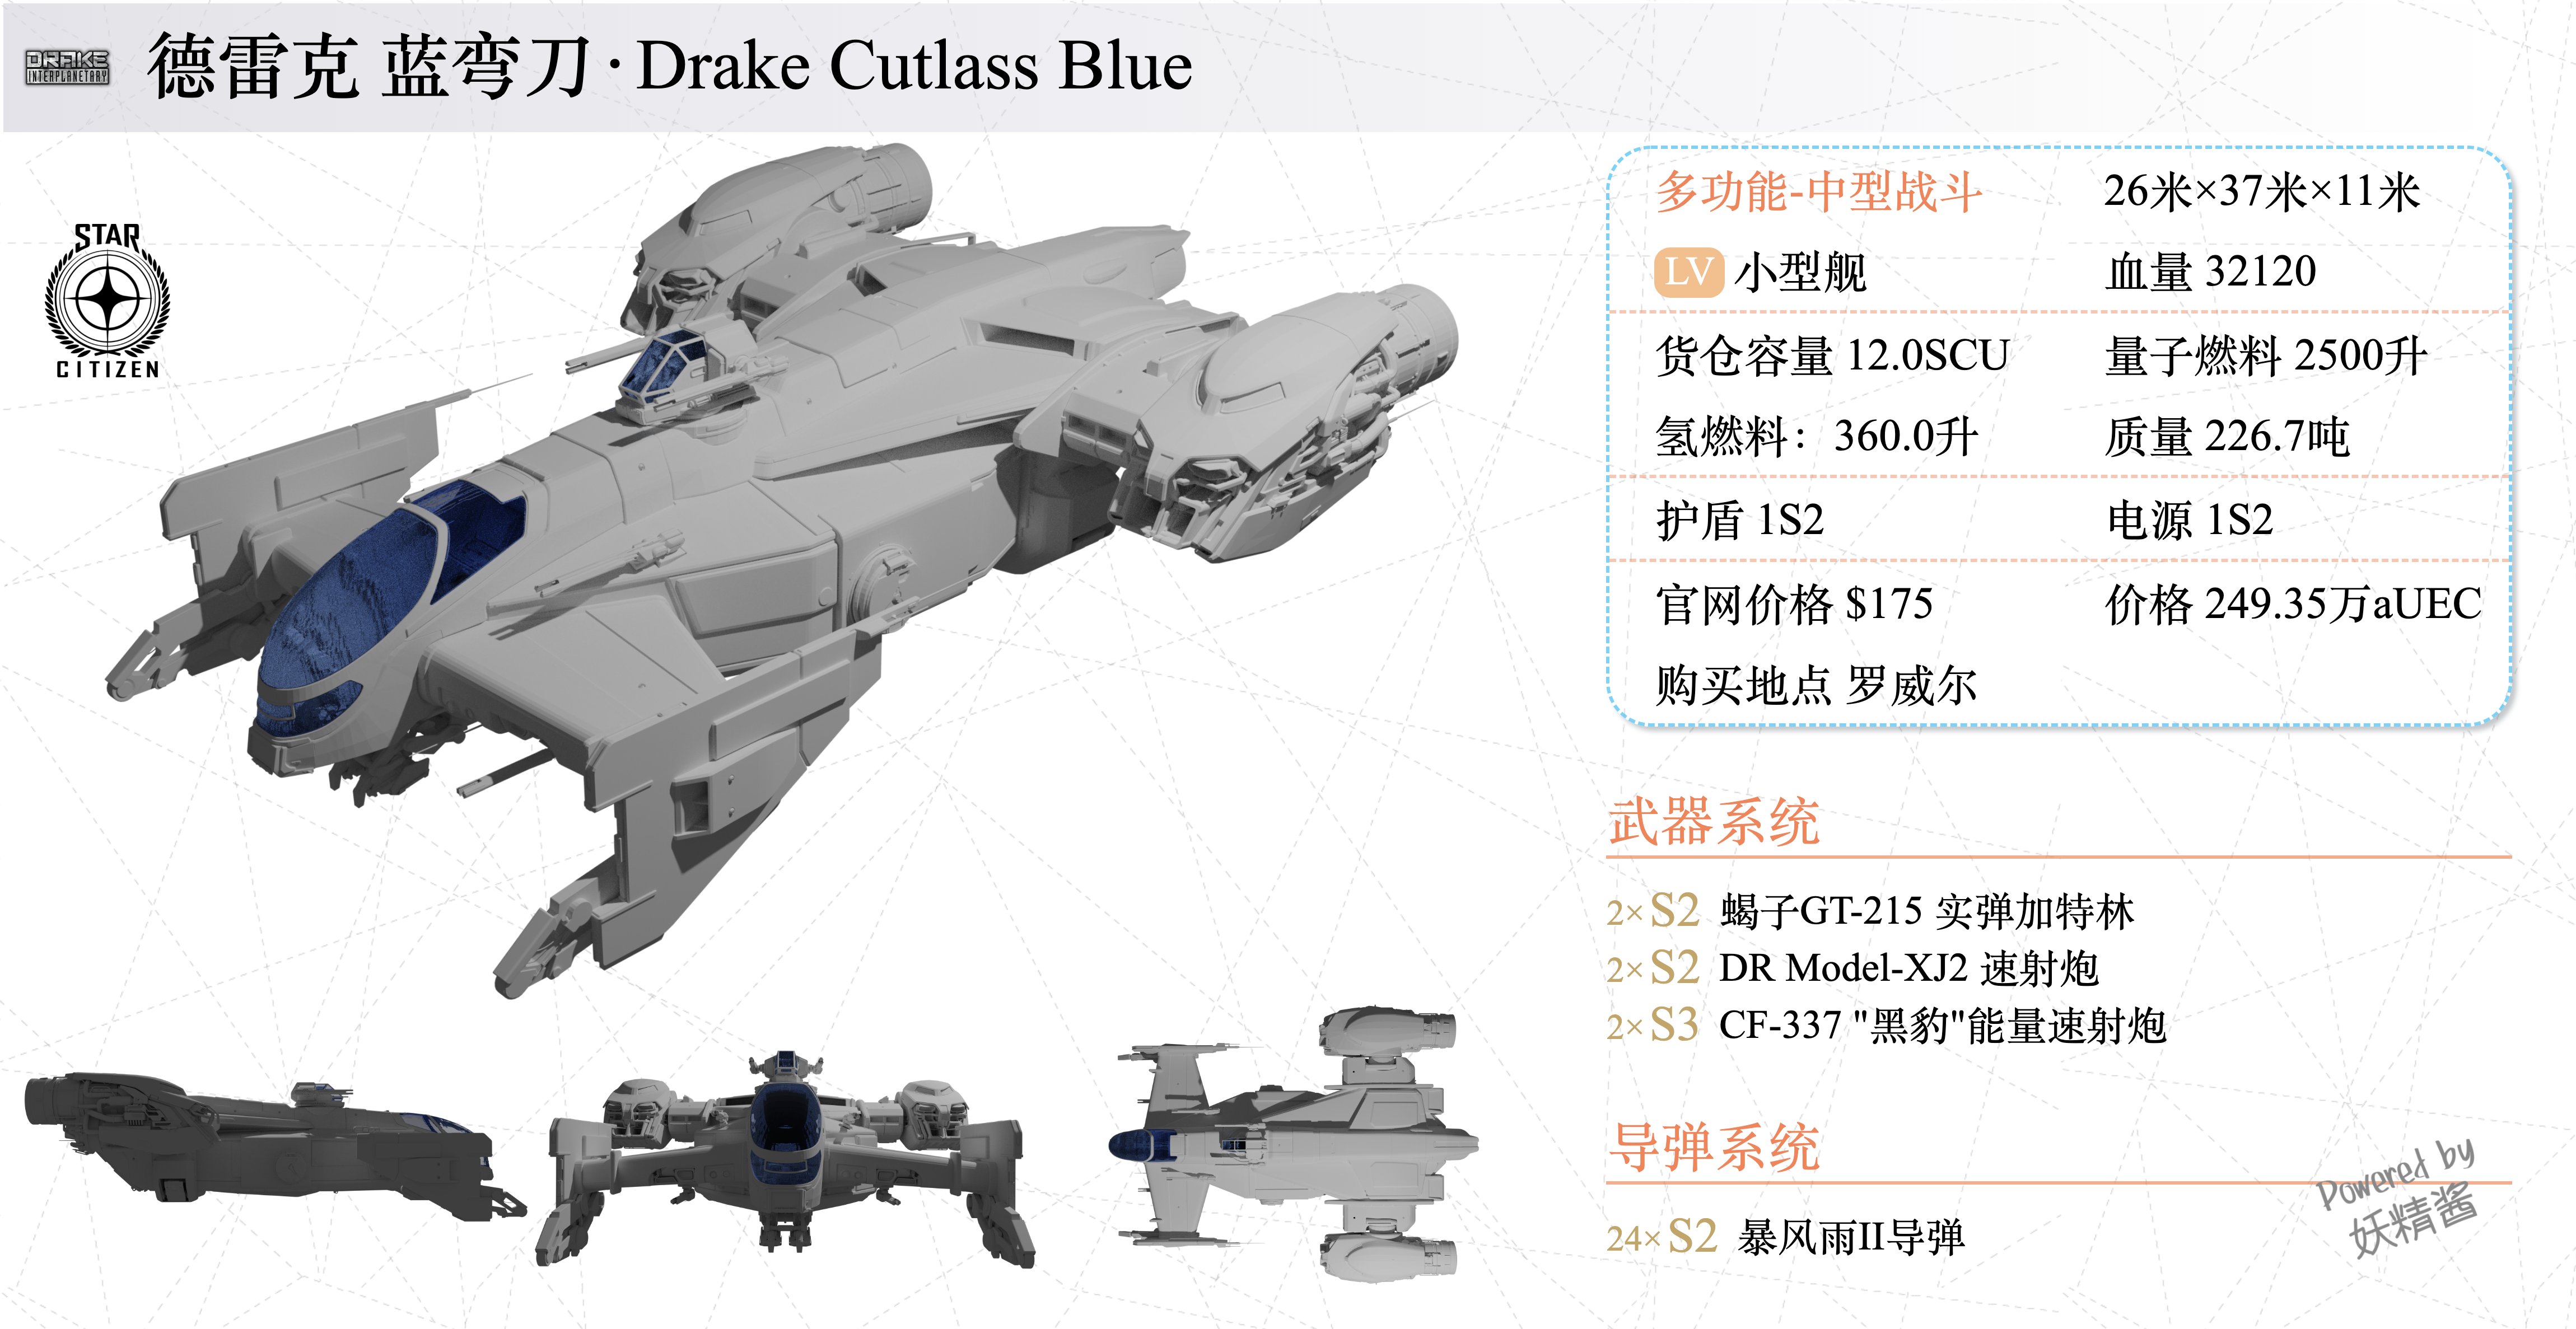 DRAKE
INTERPLANETARY
德雷克 蓝弯刀·Drake Cutlass Blue
STAR
CITIZEN
多功能-中型战斗 26米×37米×11米
LV 小型舰 血量 32120
货仓容量 12.0SCU 量子燃料 2500升
氢燃料：360.0升 质量 226.7吨
护盾 1S2 电源 1S2
官网价格 $175 价格 249.35万aUEC
购买地点 罗威尔
武器系统
2× S2 蝎子GT-215 实弹加特林
2× S2 DR Model-XJ2 速射炮
2× S3 CF-337 "黑豹"能量速射炮
导弹系统
24× S2 暴风雨II导弹
Powered by
妖精酱